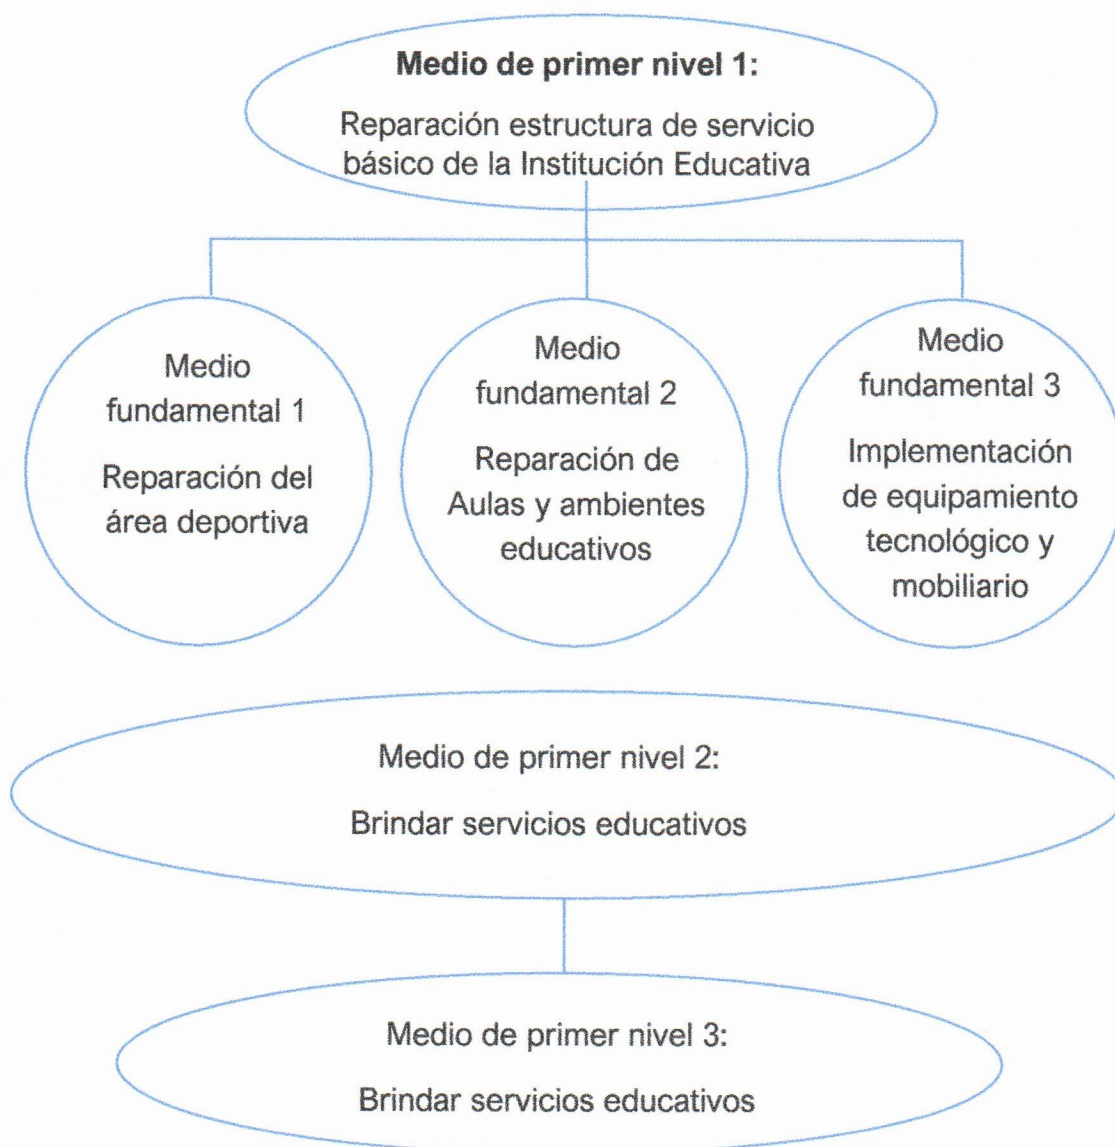 Medio de primer nivel 1:
Reparación estructura de servicio
básico de la Institución Educativa
Medio
fundamental 1
Reparación del
área deportiva
Medio
fundamental 2
Reparación de
Aulas y ambientes
educativos
Medio
fundamental 3
Implementación
de equipamiento
tecnológico y
mobiliario
Medio de primer nivel 2:
Brindar servicios educativos
Medio de primer nivel 3:
Brindar servicios educativos